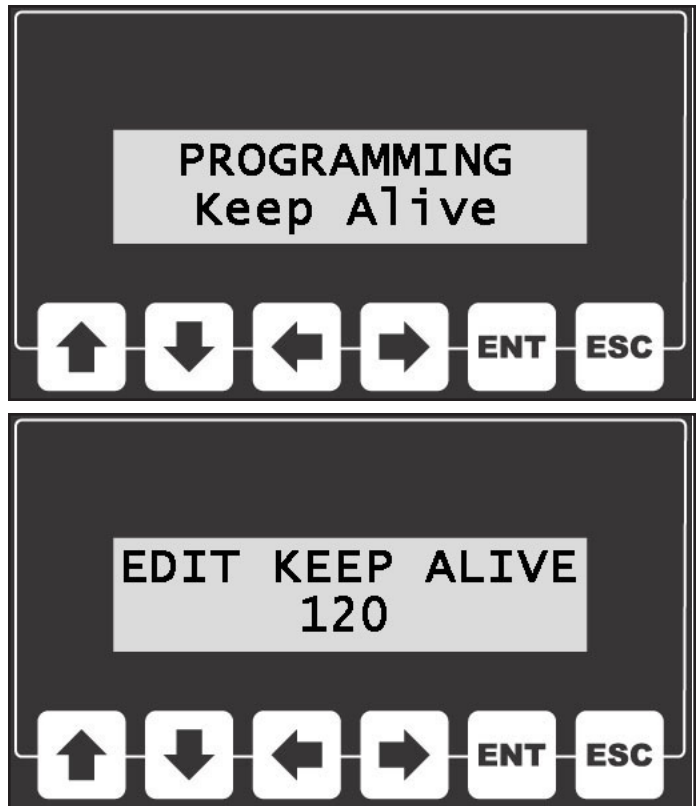 PROGRAMMING
Keep Alive
ENT ESC
EDIT KEEP ALIVE
120
ENT ESC